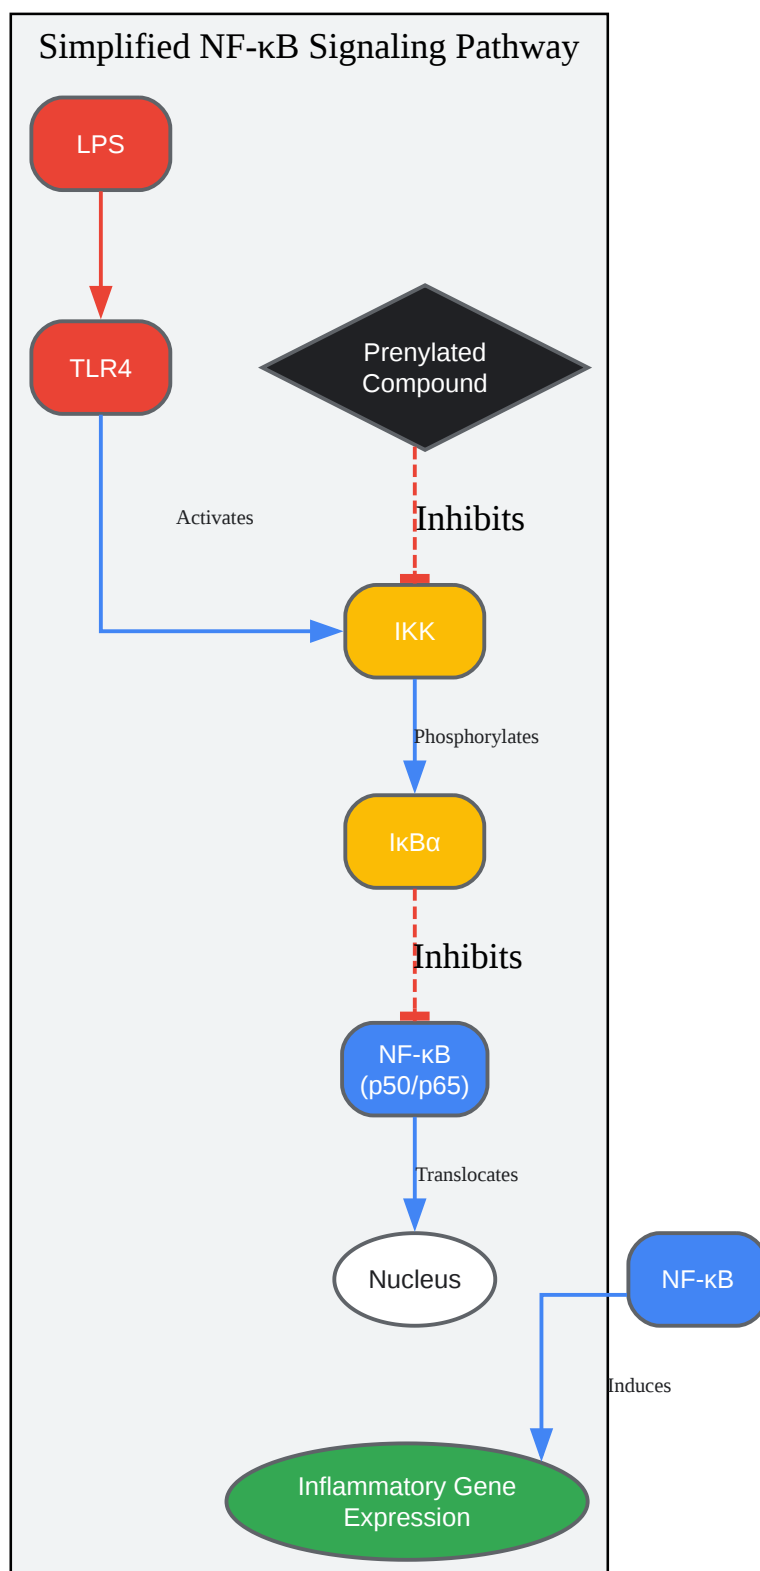 Simplified NF-κB Signaling Pathway
LPS
TLR4
Prenylated
Compound
Activates
Inhibits
IKK
Phosphorylates
IκBα
Inhibits
NF-κB
(p50/p65)
Translocates
Nucleus
NF-κB
Induces
Inflammatory Gene
Expression